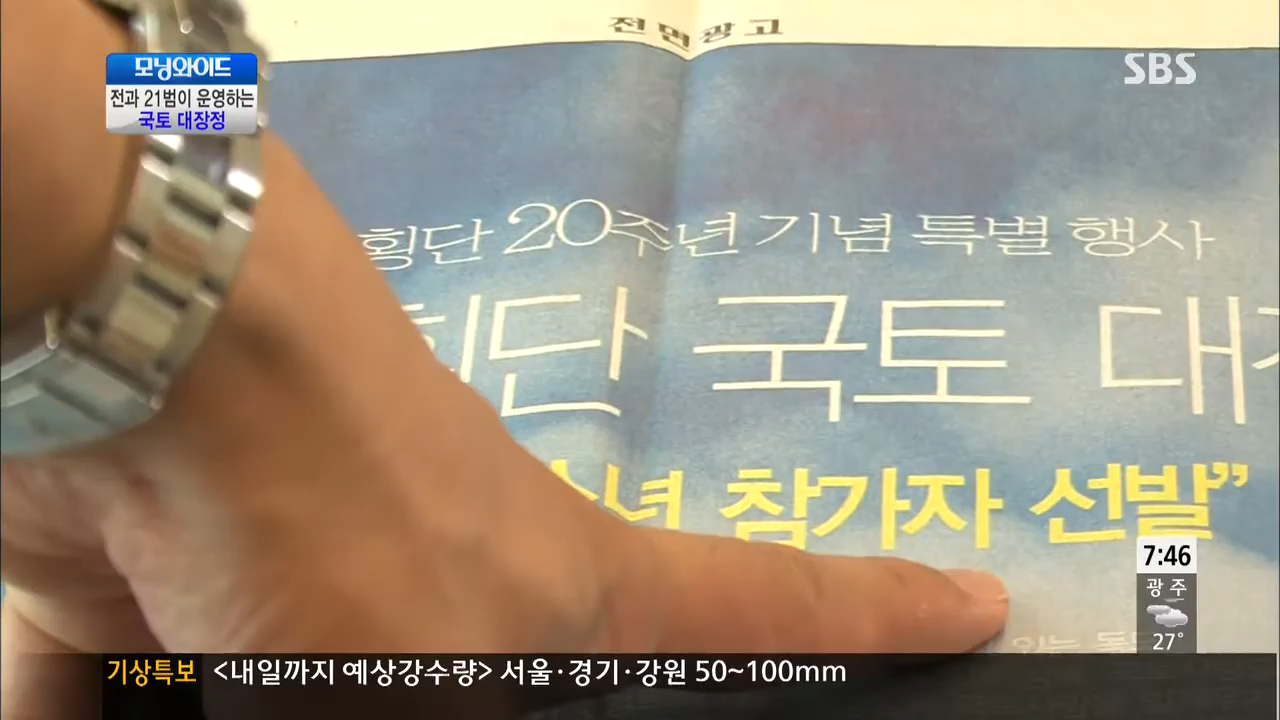 전면광고
모닝와이드
SBS
전과 21범이 운영하는
국토 대장정
횡단 20주년 기념 특별 행사
횡단 국토
참가자 선발”
7:46
광주
27°
기상특보 <내일까지 예상강수량> 서울·경기·강원 50~100mm